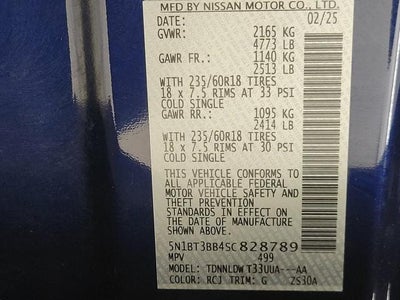 MFD BY NISSAN MOTOR CO., LTD.
DATE: 02/25
GVWR: 2165 KG
4773 LB
GAWR FR.: 1140 KG
2513 LB
WITH 235/60R18 TIRES
18 x 7.5 RIMS AT 33 PSI
COLD SINGLE
GAWR RR.: 1095 KG
2414 LB
WITH 235/60R18 TIRES
18 x 7.5 RIMS AT 30 PSI
COLD SINGLE
THIS VEHICLE CONFORMS TO
ALL APPLICABLE FEDERAL
MOTOR VEHICLE SAFETY
AND THEFT PREVENTION
STANDARDS IN EFFECT ON
THE DATE OF MANUFACTURE
SHOWN ABOVE.
5N1BT3BB4SC828789
MPV 499
MODEL: TDNNLDWT33UUA---AA
COLOR: RCJ TRIM: G ZS30A